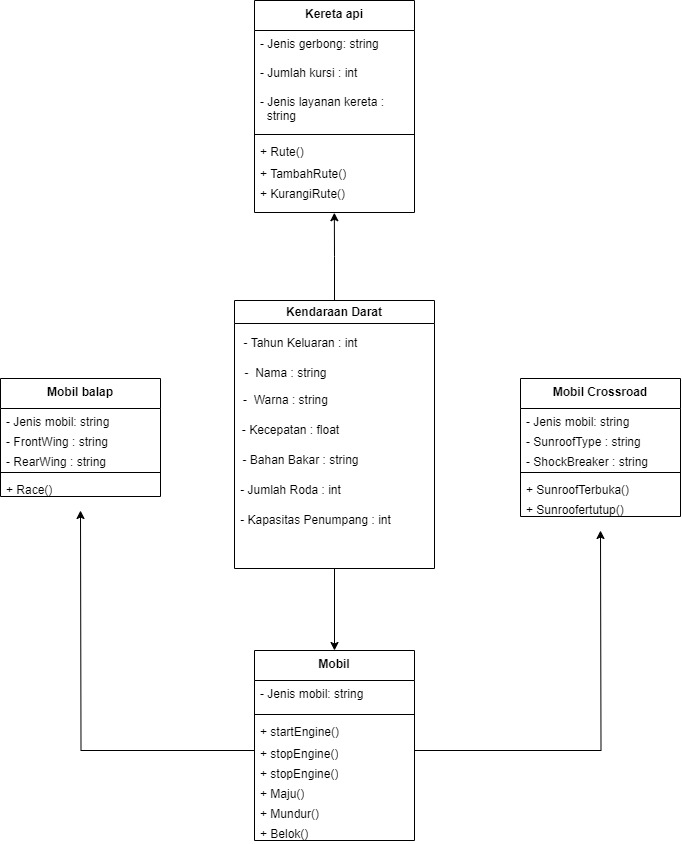 Kereta api
- Jenis gerbong: string
- Jumlah kursi : int
- Jenis layanan kereta :
string
+ Rute()
+ TambahRute()
+ KurangiRute()
Kendaraan Darat
- Tahun Keluaran : int
- Nama : string
- Warna : string
- Kecepatan : float
- Bahan Bakar : string
- Jumlah Roda : int
- Kapasitas Penumpang : int
Mobil balap
- Jenis mobil: string
- FrontWing : string
- RearWing : string
+ Race()
Mobil Crossroad
- Jenis mobil: string
- SunroofType : string
- ShockBreaker : string
+ SunroofTerbuka()
+ Sunroofertutup()
Mobil
- Jenis mobil: string
+ startEngine()
+ stopEngine()
+ stopEngine()
+ Maju()
+ Mundur()
+ Belok()